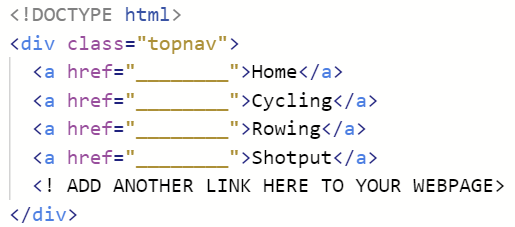 <!DOCTYPE html>
<div class="topnav">
<a href="________">Home</a>
<a href="________">Cycling</a>
<a href="________">Rowing</a>
<a href="________">Shotput</a>
<! ADD ANOTHER LINK HERE TO YOUR WEBPAGE>
</div>